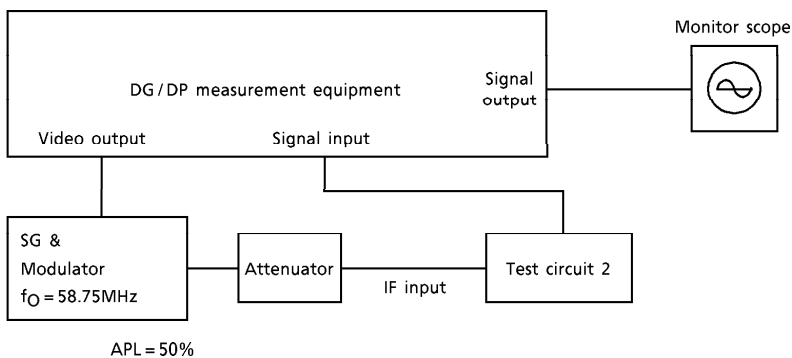 Monitor scope
DG / DP measurement equipment
Signal
output
Video output
Signal input
SG &
Modulator
fO = 58.75MHz
Attenuator
IF input
Test circuit 2
APL = 50%